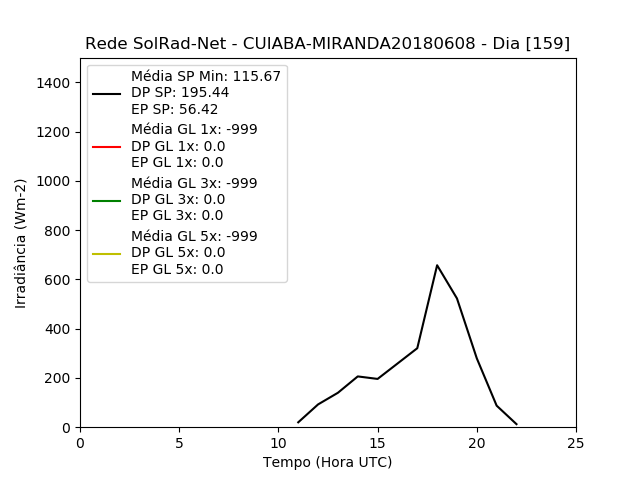 Rede SolRad-Net - CUIABA-MIRANDA20180608 - Dia [159]
Média SP Min: 115.67
DP SP: 195.44
EP SP: 56.42
Média GL 1x: -999
DP GL 1x: 0.0
EP GL 1x: 0.0
Média GL 3x: -999
DP GL 3x: 0.0
EP GL 3x: 0.0
Média GL 5x: -999
DP GL 5x: 0.0
EP GL 5x: 0.0
Irradiância (Wm-2)
1400
1200
1000
800
600
400
200
0
0 5 10 15 20 25
Tempo (Hora UTC)